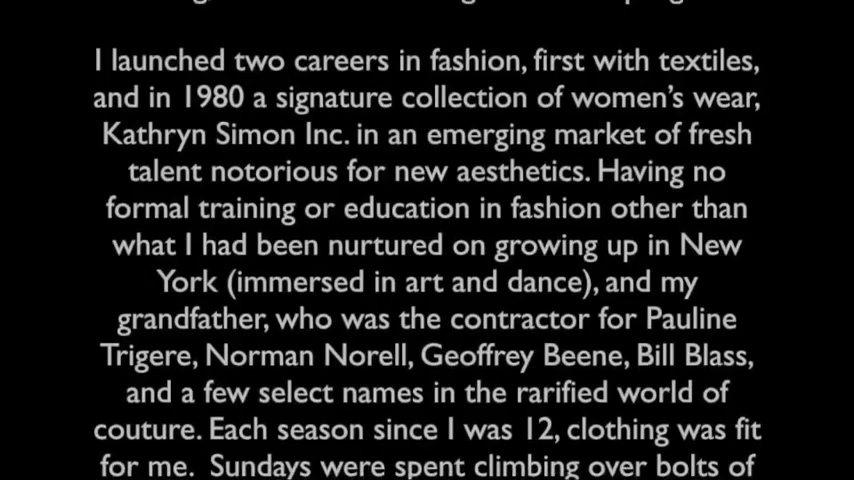 I launched two careers in fashion, first with textiles,
and in 1980 a signature collection of women's wear,
Kathryn Simon Inc. in an emerging market of fresh
talent notorious for new aesthetics. Having no
formal training or education in fashion other than
what I had been nurtured on growing up in New
York (immersed in art and dance), and my
grandfather, who was the contractor for Pauline
Trigere, Norman Norell, Geoffrey Beene, Bill Blass,
and a few select names in the rarified world of
couture. Each season since I was 12, clothing was fit
for me. Sundays were spent climbing over bolts of